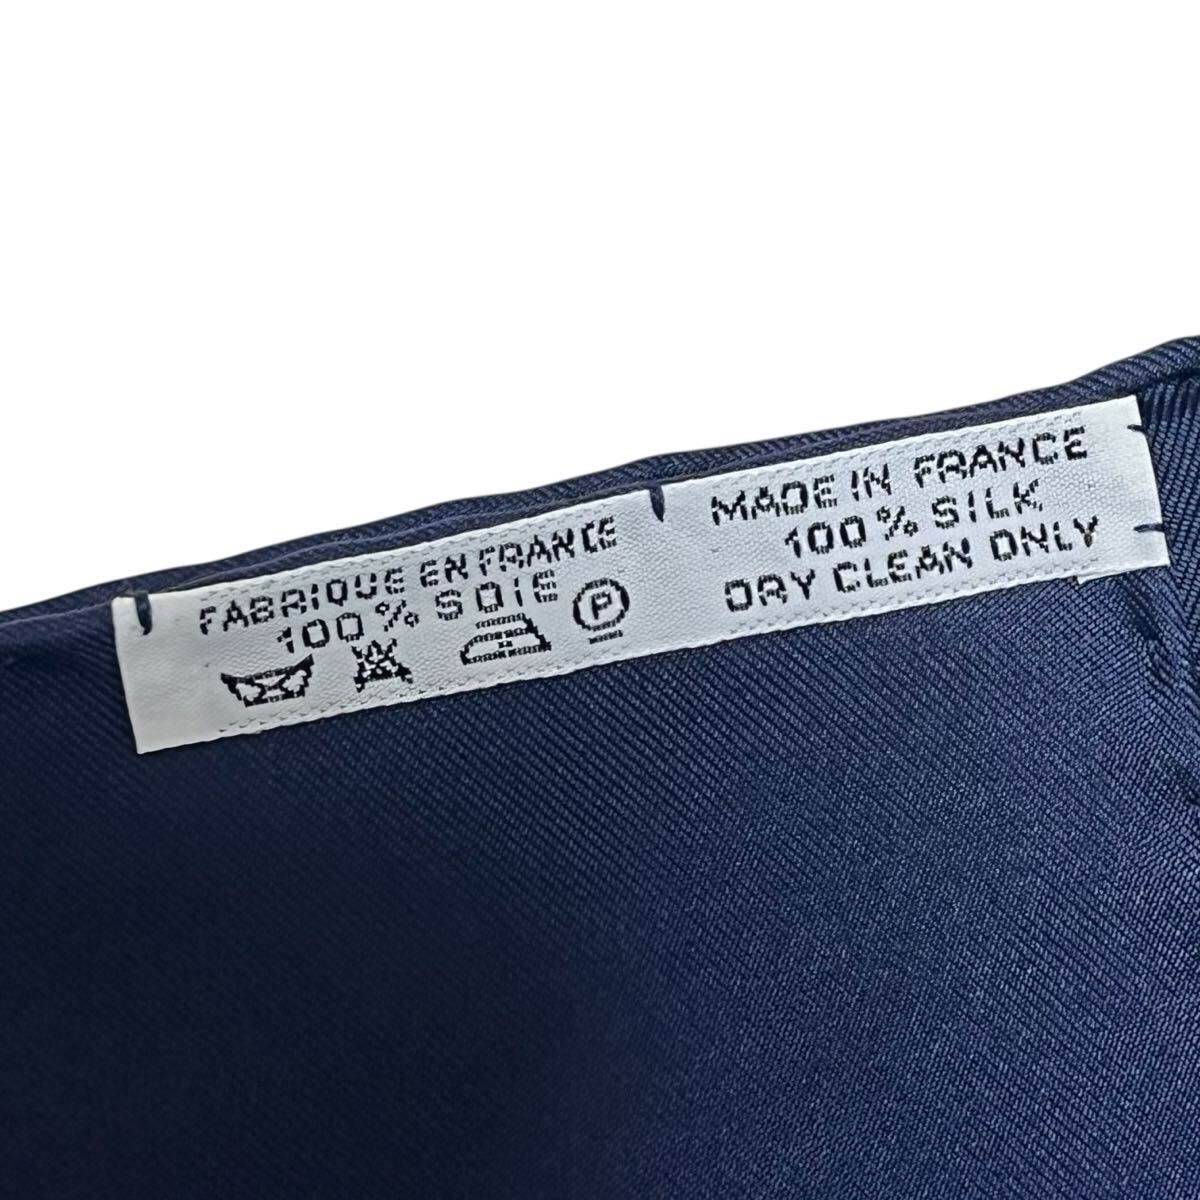 FABRIQUE EN FRANCE
100 % SOIE
P
MADE IN FRANCE
100 % SILK
DRY CLEAN ONLY